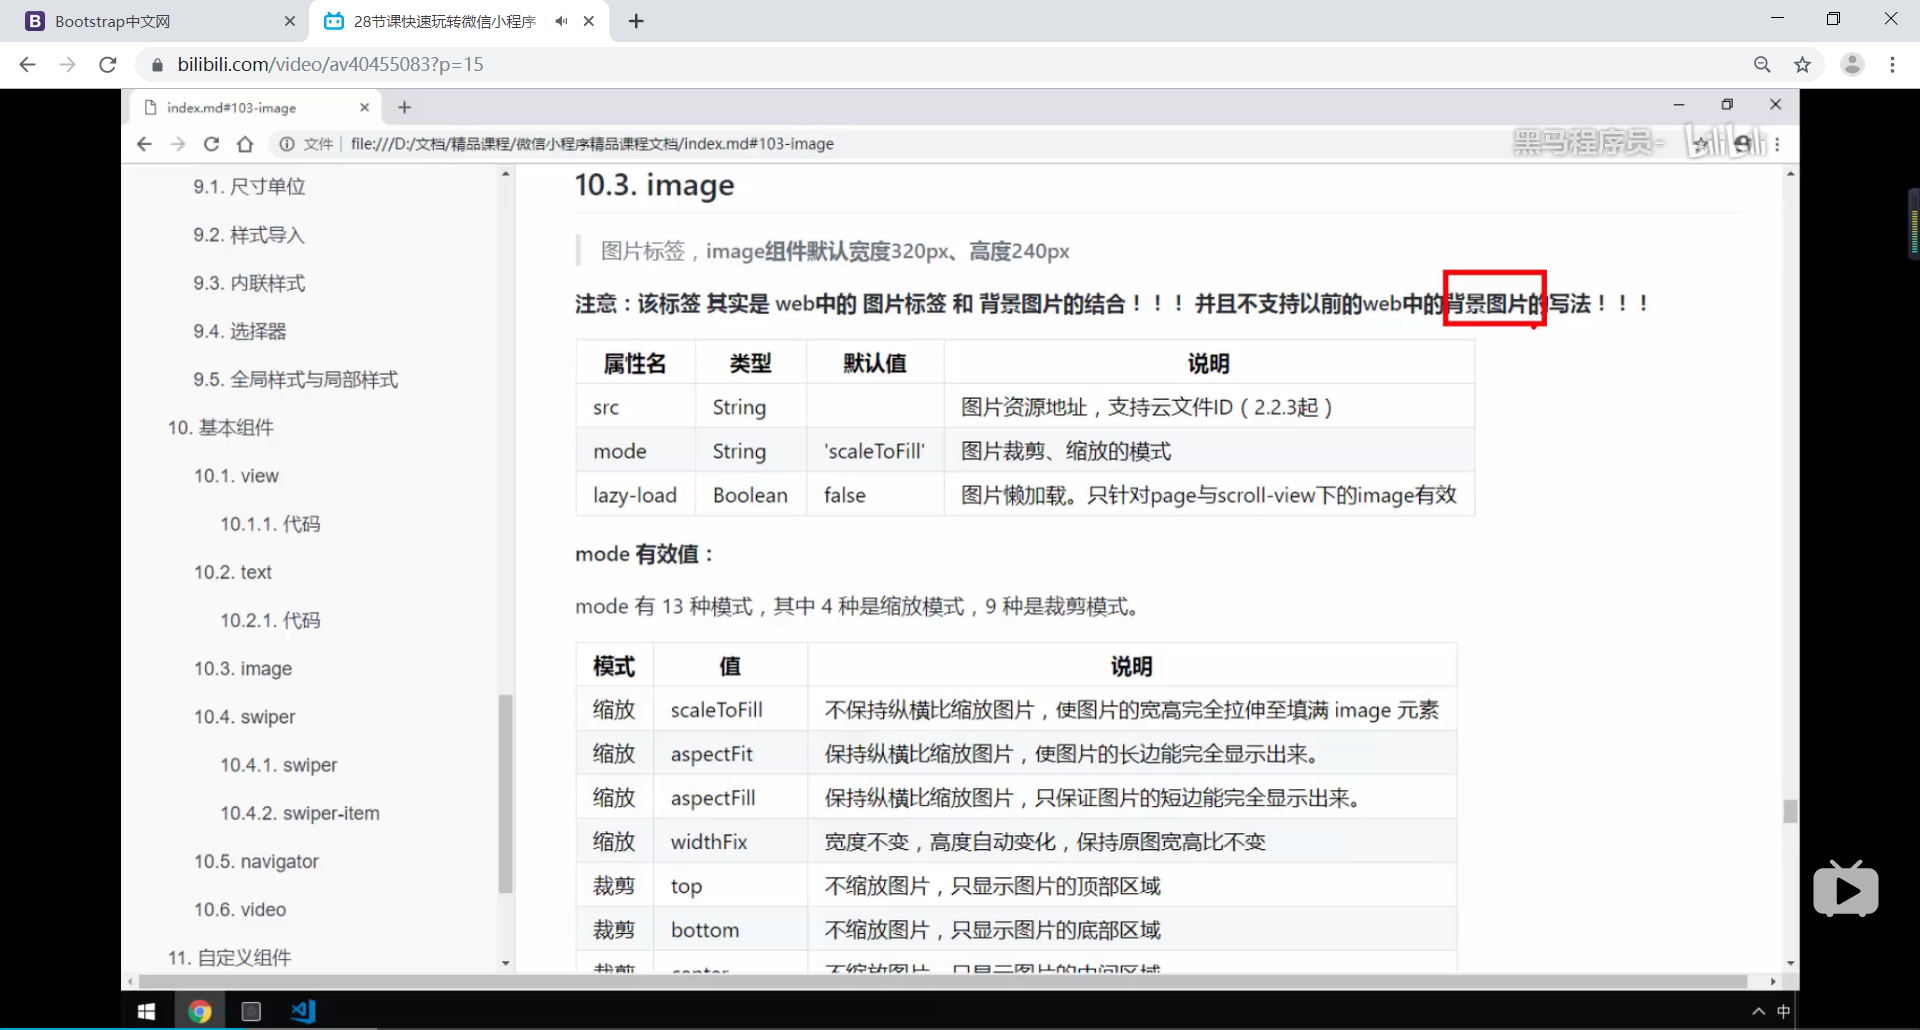 Bootstrap中文网
28节课快速玩转微信小程序
bilibili.com/video/av40455083?p=15
index.md#103-image
文件 | file:///D:/文档/精品课程/微信小程序精品课程文档/index.md#103-image
黑马程序员-
bilibili
9.1. 尺寸单位
9.2. 样式导入
9.3. 内联样式
9.4. 选择器
9.5. 全局样式与局部样式
10. 基本组件
10.1. view
10.1.1. 代码
10.2. text
10.2.1. 代码
10.3. image
10.4. swiper
10.4.1. swiper
10.4.2. swiper-item
10.5. navigator
10.6. video
11. 自定义组件
10.3. image
图片标签，image组件默认宽度320px、高度240px
注意：该标签 其实是 web中的 图片标签 和 背景图片的结合！！！ 并且不支持以前的web中的背景图片的写法！！！
属性名 类型 默认值 说明
src String 图片资源地址，支持云文件ID（2.2.3起）
mode String 'scaleToFill' 图片裁剪、缩放的模式
lazy-load Boolean false 图片懒加载。只针对page与scroll-view下的image有效
mode 有效值：
mode 有 13 种模式，其中 4 种是缩放模式，9 种是裁剪模式。
模式 值 说明
缩放 scaleToFill 不保持纵横比缩放图片，使图片的宽高完全拉伸至填满 image 元素
缩放 aspectFit 保持纵横比缩放图片，使图片的长边能完全显示出来。
缩放 aspectFill 保持纵横比缩放图片，只保证图片的短边能完全显示出来。
缩放 widthFix 宽度不变，高度自动变化，保持原图宽高比不变
裁剪 top 不缩放图片，只显示图片的顶部区域
裁剪 bottom 不缩放图片，只显示图片的底部区域
裁剪 center 不缩放图片，只显示图片的中间区域
中